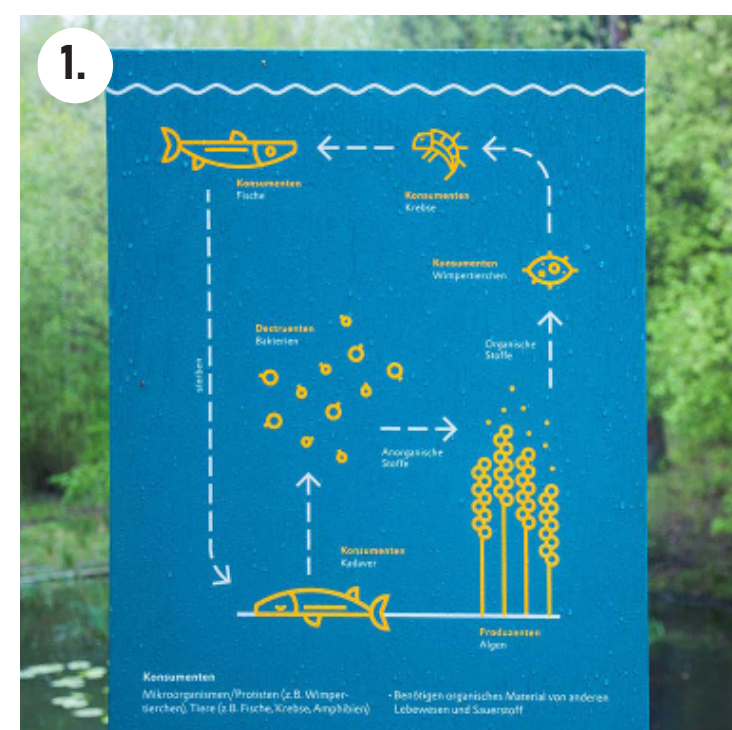 1.
Konsumenten
Fische
Konsumenten
Krebse
Konsumenten
Wimpertierchen
Destruenten
Bakterien
Organische
Stoffe
sterben
Anorganische
Stoffe
Konsumenten
Kadaver
Produzenten
Algen
Konsumenten
Mikroorganismen/Protisten (z.B. Wimper-
tierchen), Tiere (z.B. Fische, Krebse, Amphibien)
· Benötigen organisches Material von anderen
Lebewesen und Sauerstoff